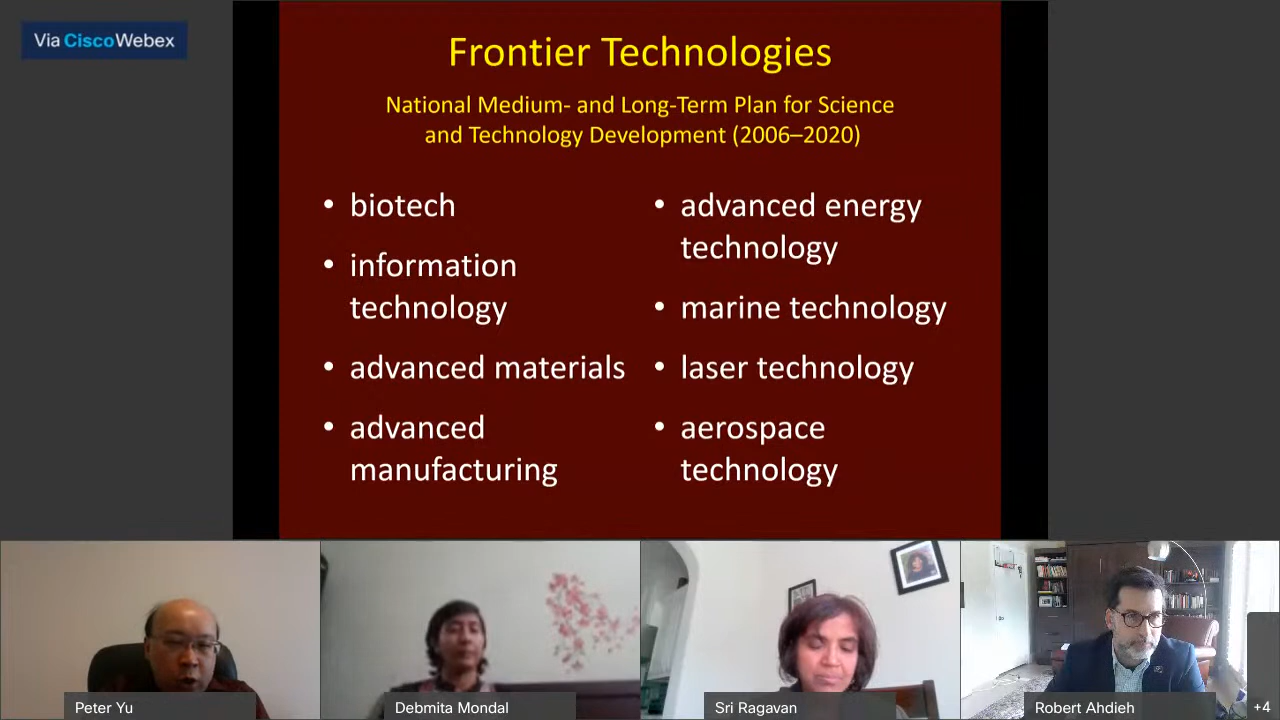 Via Cisco Webex
Frontier Technologies
National Medium- and Long-Term Plan for Science
and Technology Development (2006–2020)
• biotech
• information
technology
• advanced materials
• advanced
manufacturing
• advanced energy
technology
• marine technology
• laser technology
• aerospace
technology
Peter Yu
Debmita Mondal
Sri Ragavan
Robert Ahdieh
+4